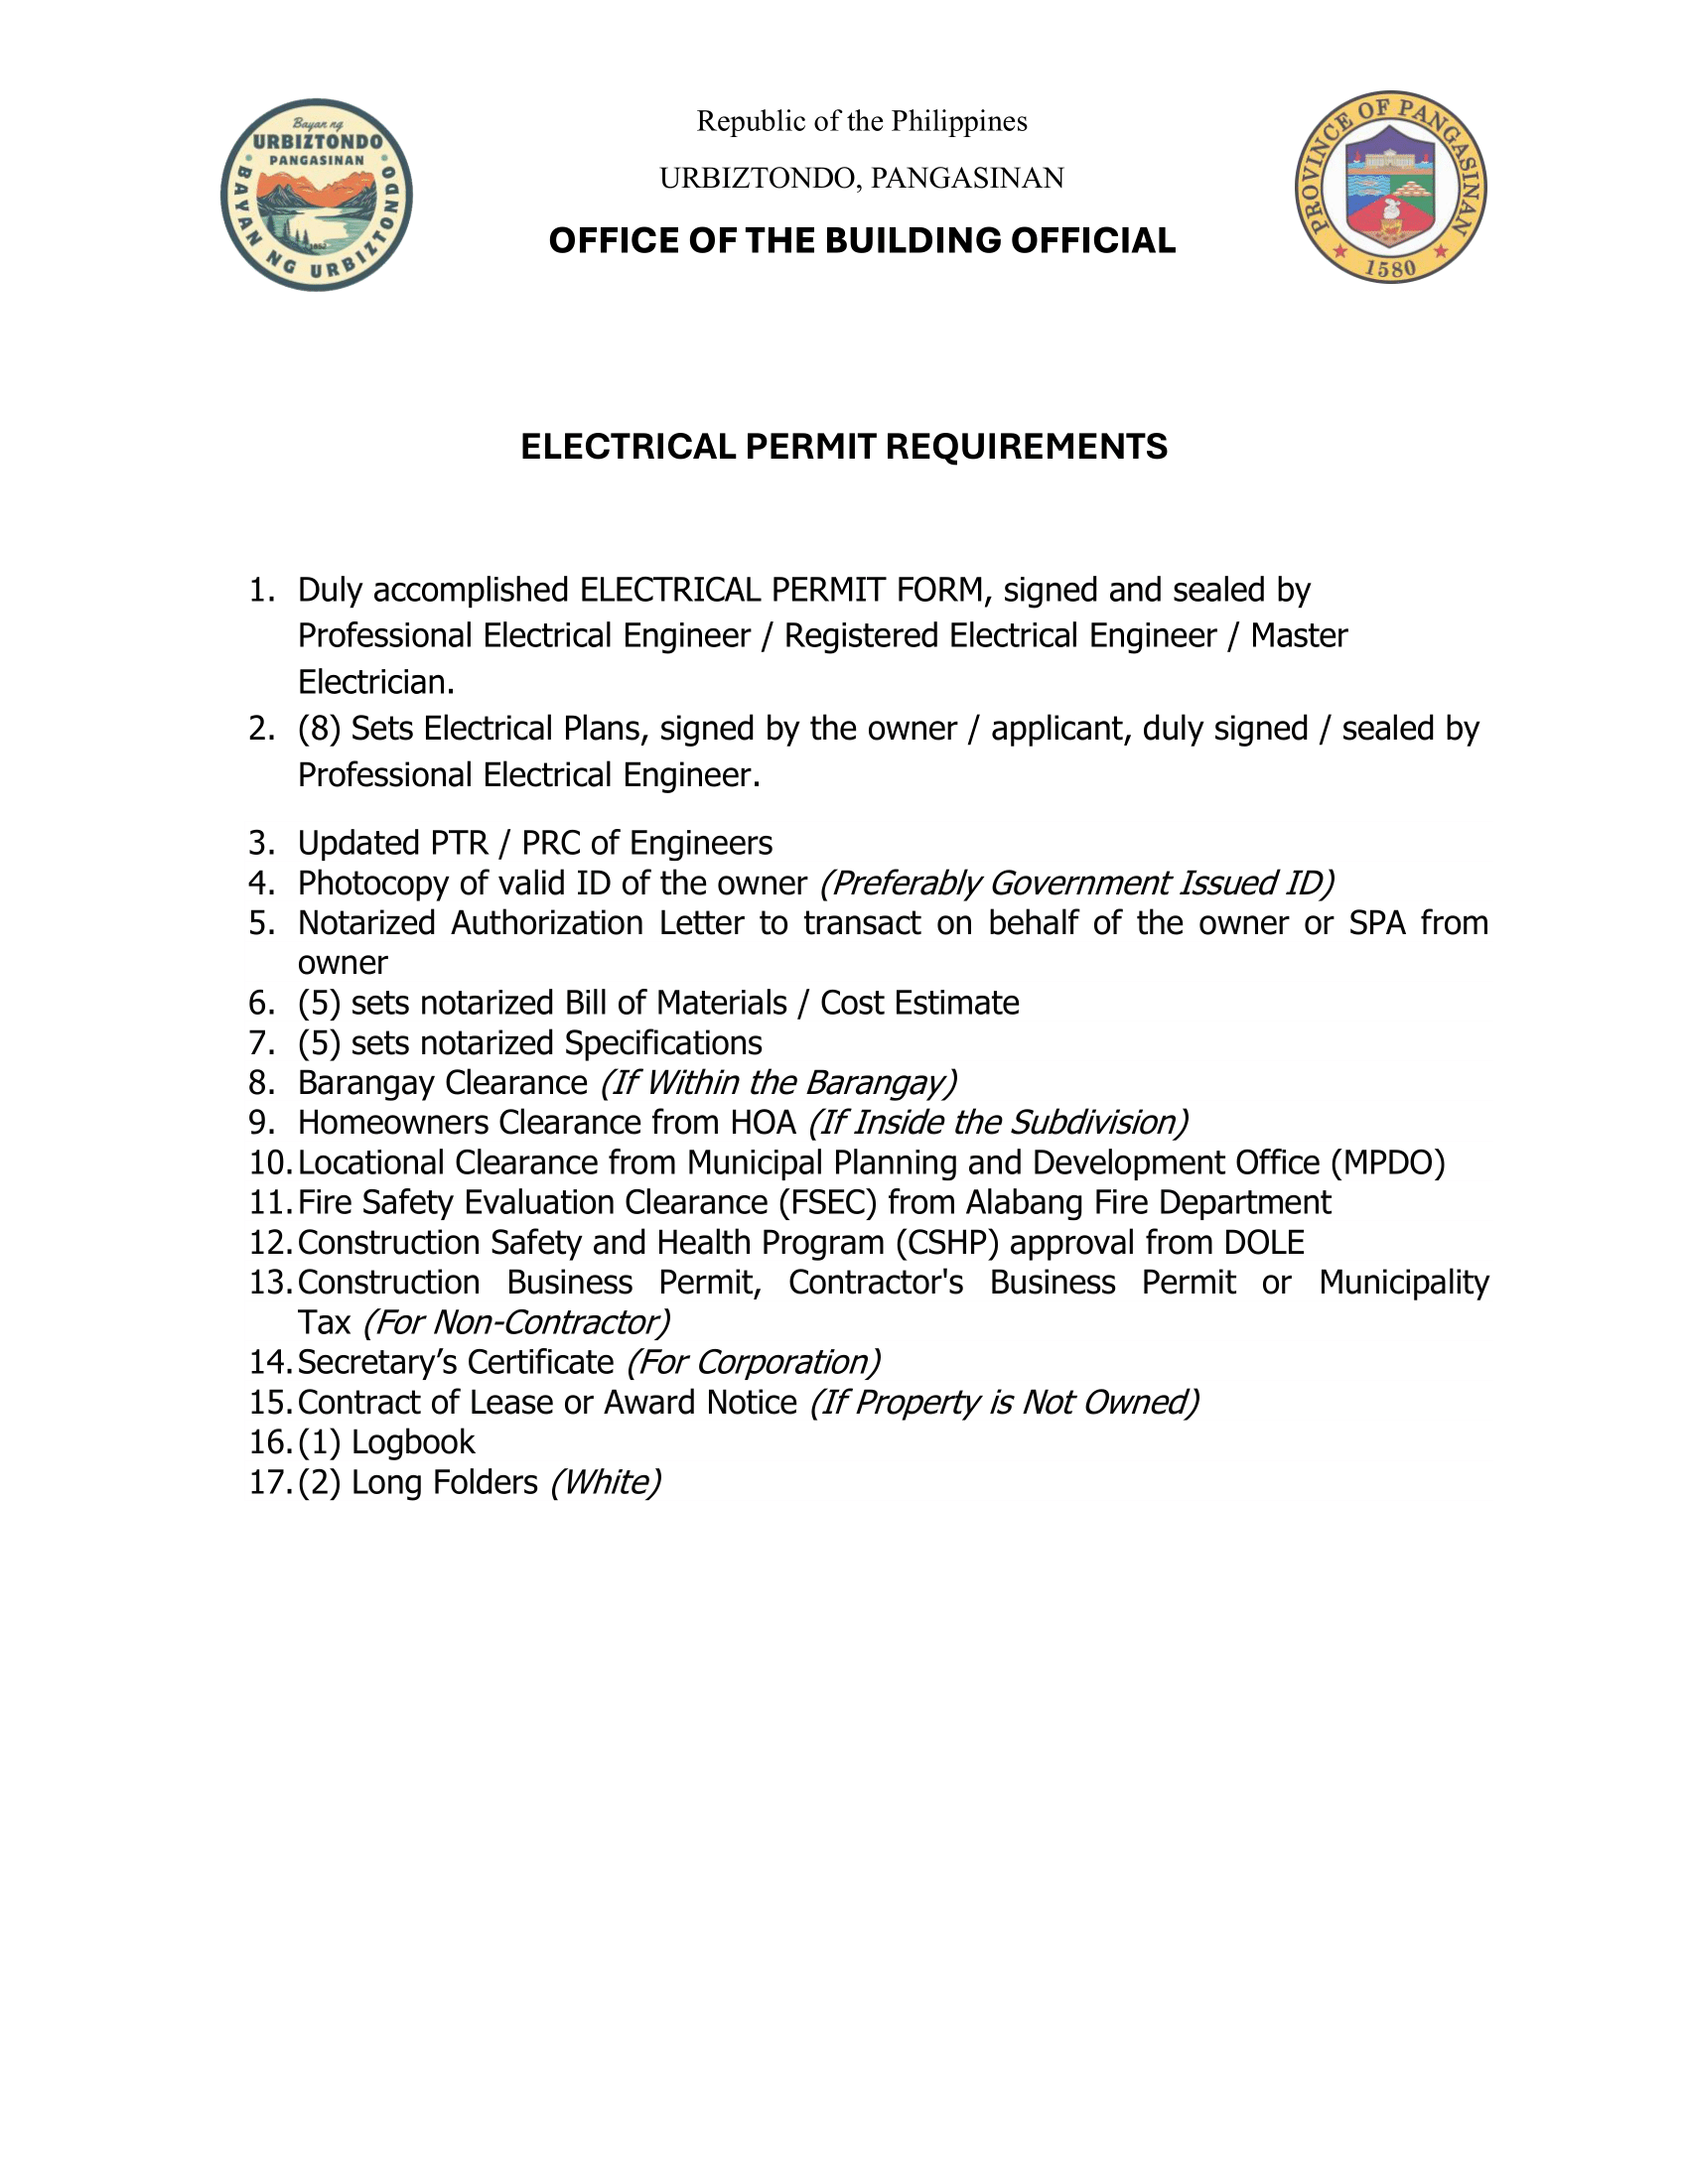 Bayan ng
URBIZTONDO
PANGASINAN
BAYAN NG URBIZTONDO
1852
Republic of the Philippines
URBIZTONDO, PANGASINAN
OFFICE OF THE BUILDING OFFICIAL
PROVINCE OF PANGASINAN
1580
ELECTRICAL PERMIT REQUIREMENTS
1. Duly accomplished ELECTRICAL PERMIT FORM, signed and sealed by
Professional Electrical Engineer / Registered Electrical Engineer / Master
Electrician.
2. (8) Sets Electrical Plans, signed by the owner / applicant, duly signed / sealed by
Professional Electrical Engineer.
3. Updated PTR / PRC of Engineers
4. Photocopy of valid ID of the owner (Preferably Government Issued ID)
5. Notarized Authorization Letter to transact on behalf of the owner or SPA from
owner
6. (5) sets notarized Bill of Materials / Cost Estimate
7. (5) sets notarized Specifications
8. Barangay Clearance (If Within the Barangay)
9. Homeowners Clearance from HOA (If Inside the Subdivision)
10. Locational Clearance from Municipal Planning and Development Office (MPDO)
11. Fire Safety Evaluation Clearance (FSEC) from Alabang Fire Department
12. Construction Safety and Health Program (CSHP) approval from DOLE
13. Construction Business Permit, Contractor's Business Permit or Municipality
Tax (For Non-Contractor)
14. Secretary’s Certificate (For Corporation)
15. Contract of Lease or Award Notice (If Property is Not Owned)
16. (1) Logbook
17. (2) Long Folders (White)